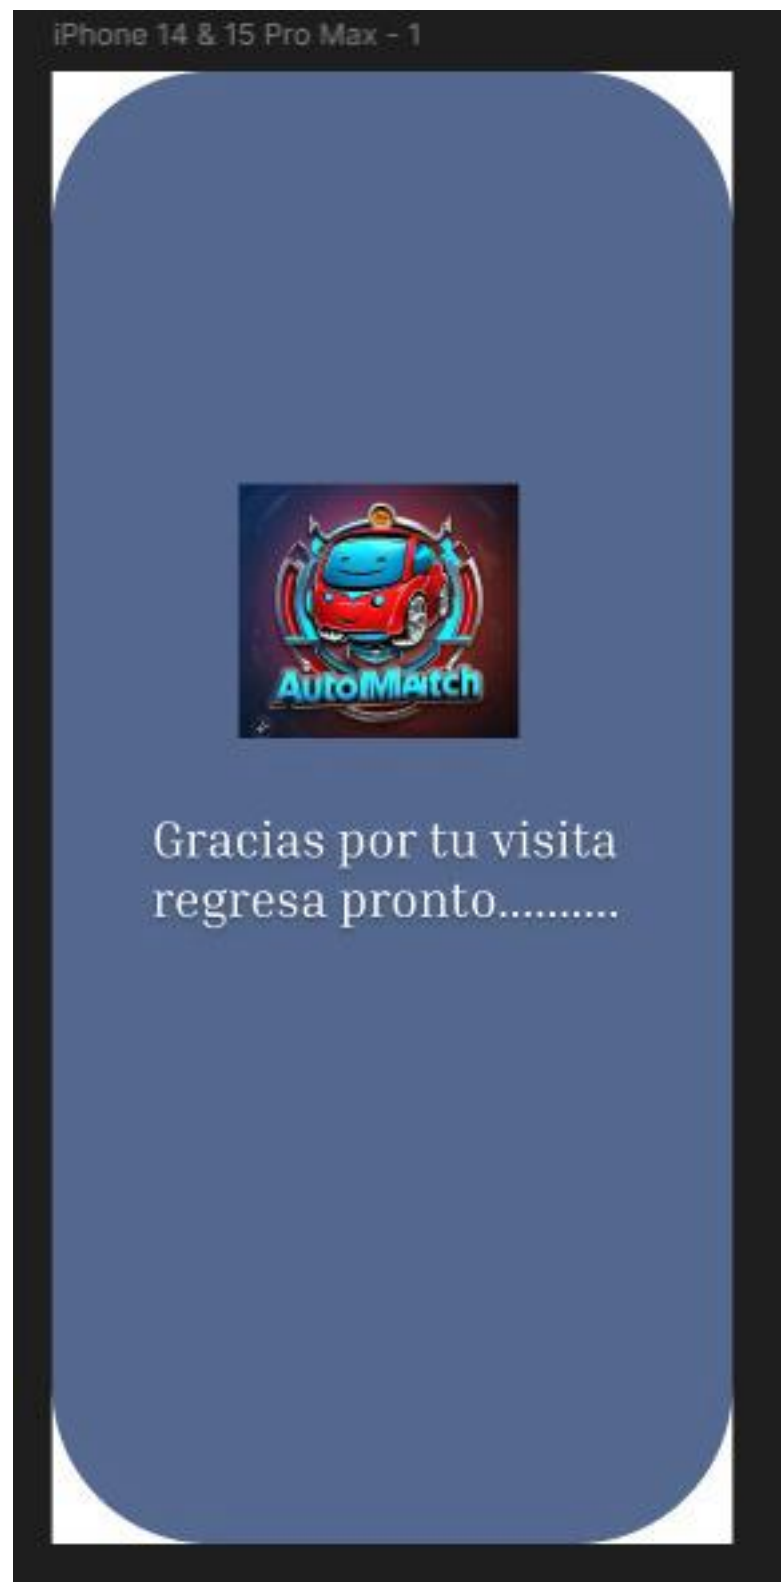 iPhone 14 & 15 Pro Max - 1
AutoMAtch
Gracias por tu visita
regresa pronto..........